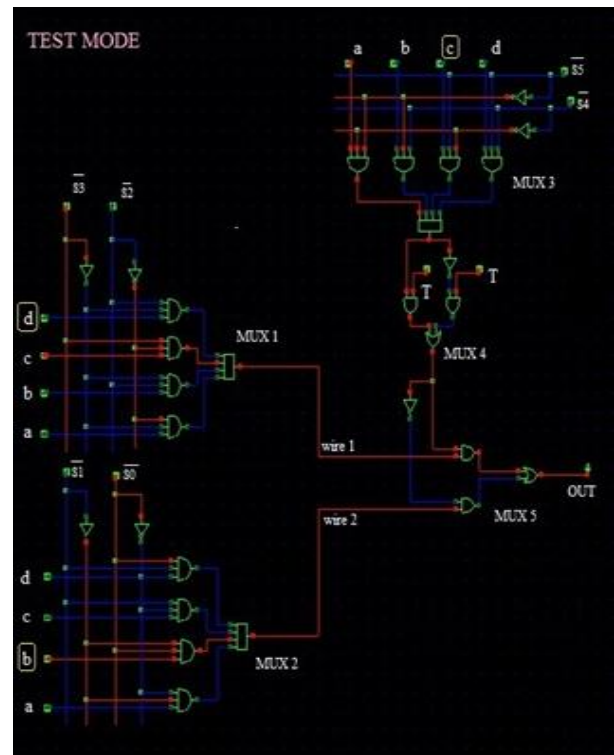 TEST MODE
a b c d
S5
S4
MUX 3
S3 S2
T T
d
MUX 1
MUX 4
c
b
a
wire 1
S1 S0
OUT
wire 2
MUX 5
d
c
b
MUX 2
a